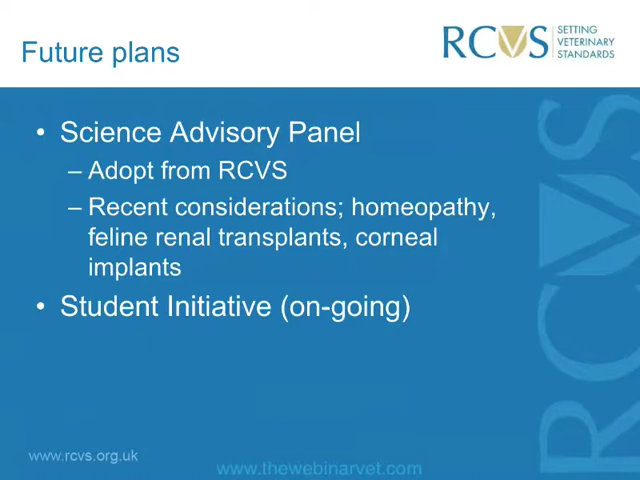 Future plans
RCVS
SETTING
VETERINARY
STANDARDS
• Science Advisory Panel
– Adopt from RCVS
– Recent considerations; homeopathy,
feline renal transplants, corneal
implants
• Student Initiative (on-going)
RCVS
www.rcvs.org.uk
www.thewebinarvet.com